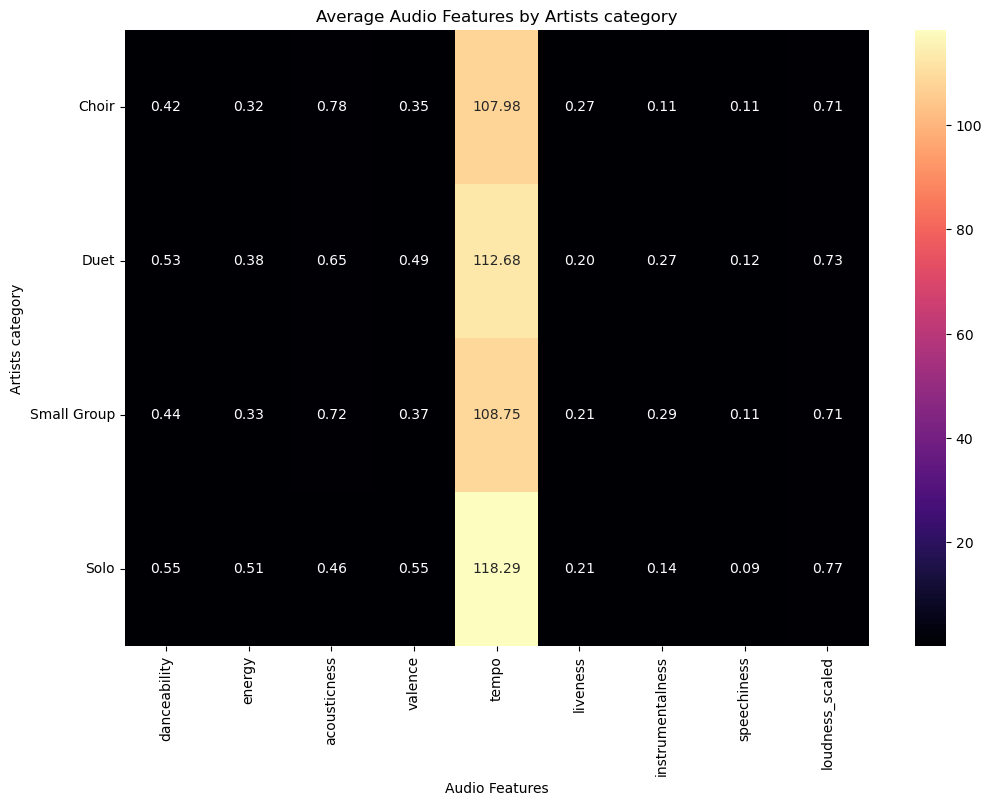 Average Audio Features by Artists category
Choir 0.42 0.32 0.78 0.35 107.98 0.27 0.11 0.11 0.71
Duet 0.53 0.38 0.65 0.49 112.68 0.20 0.27 0.12 0.73
Small Group 0.44 0.33 0.72 0.37 108.75 0.21 0.29 0.11 0.71
Solo 0.55 0.51 0.46 0.55 118.29 0.21 0.14 0.09 0.77
Artists category
danceability
energy
acousticness
valence
tempo
liveness
instrumentalness
speechiness
loudness_scaled
Audio Features
100
80
60
40
20